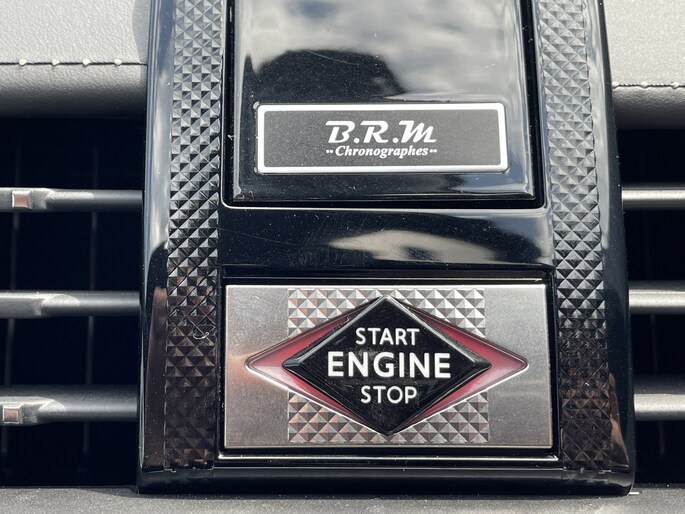 B.R.M
Chronographes
START
ENGINE
STOP